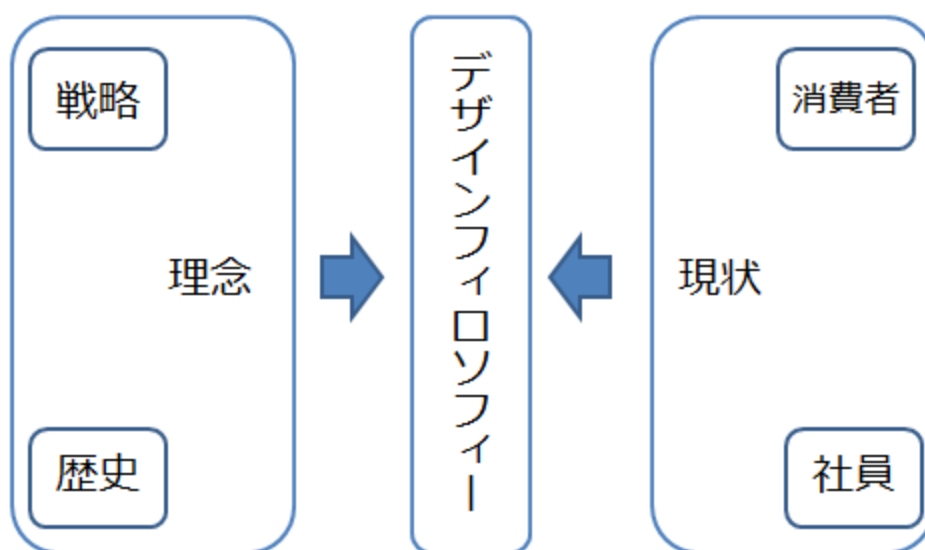 戦略
理念
歴史
デザインフィロソフィー
消費者
現状
社員